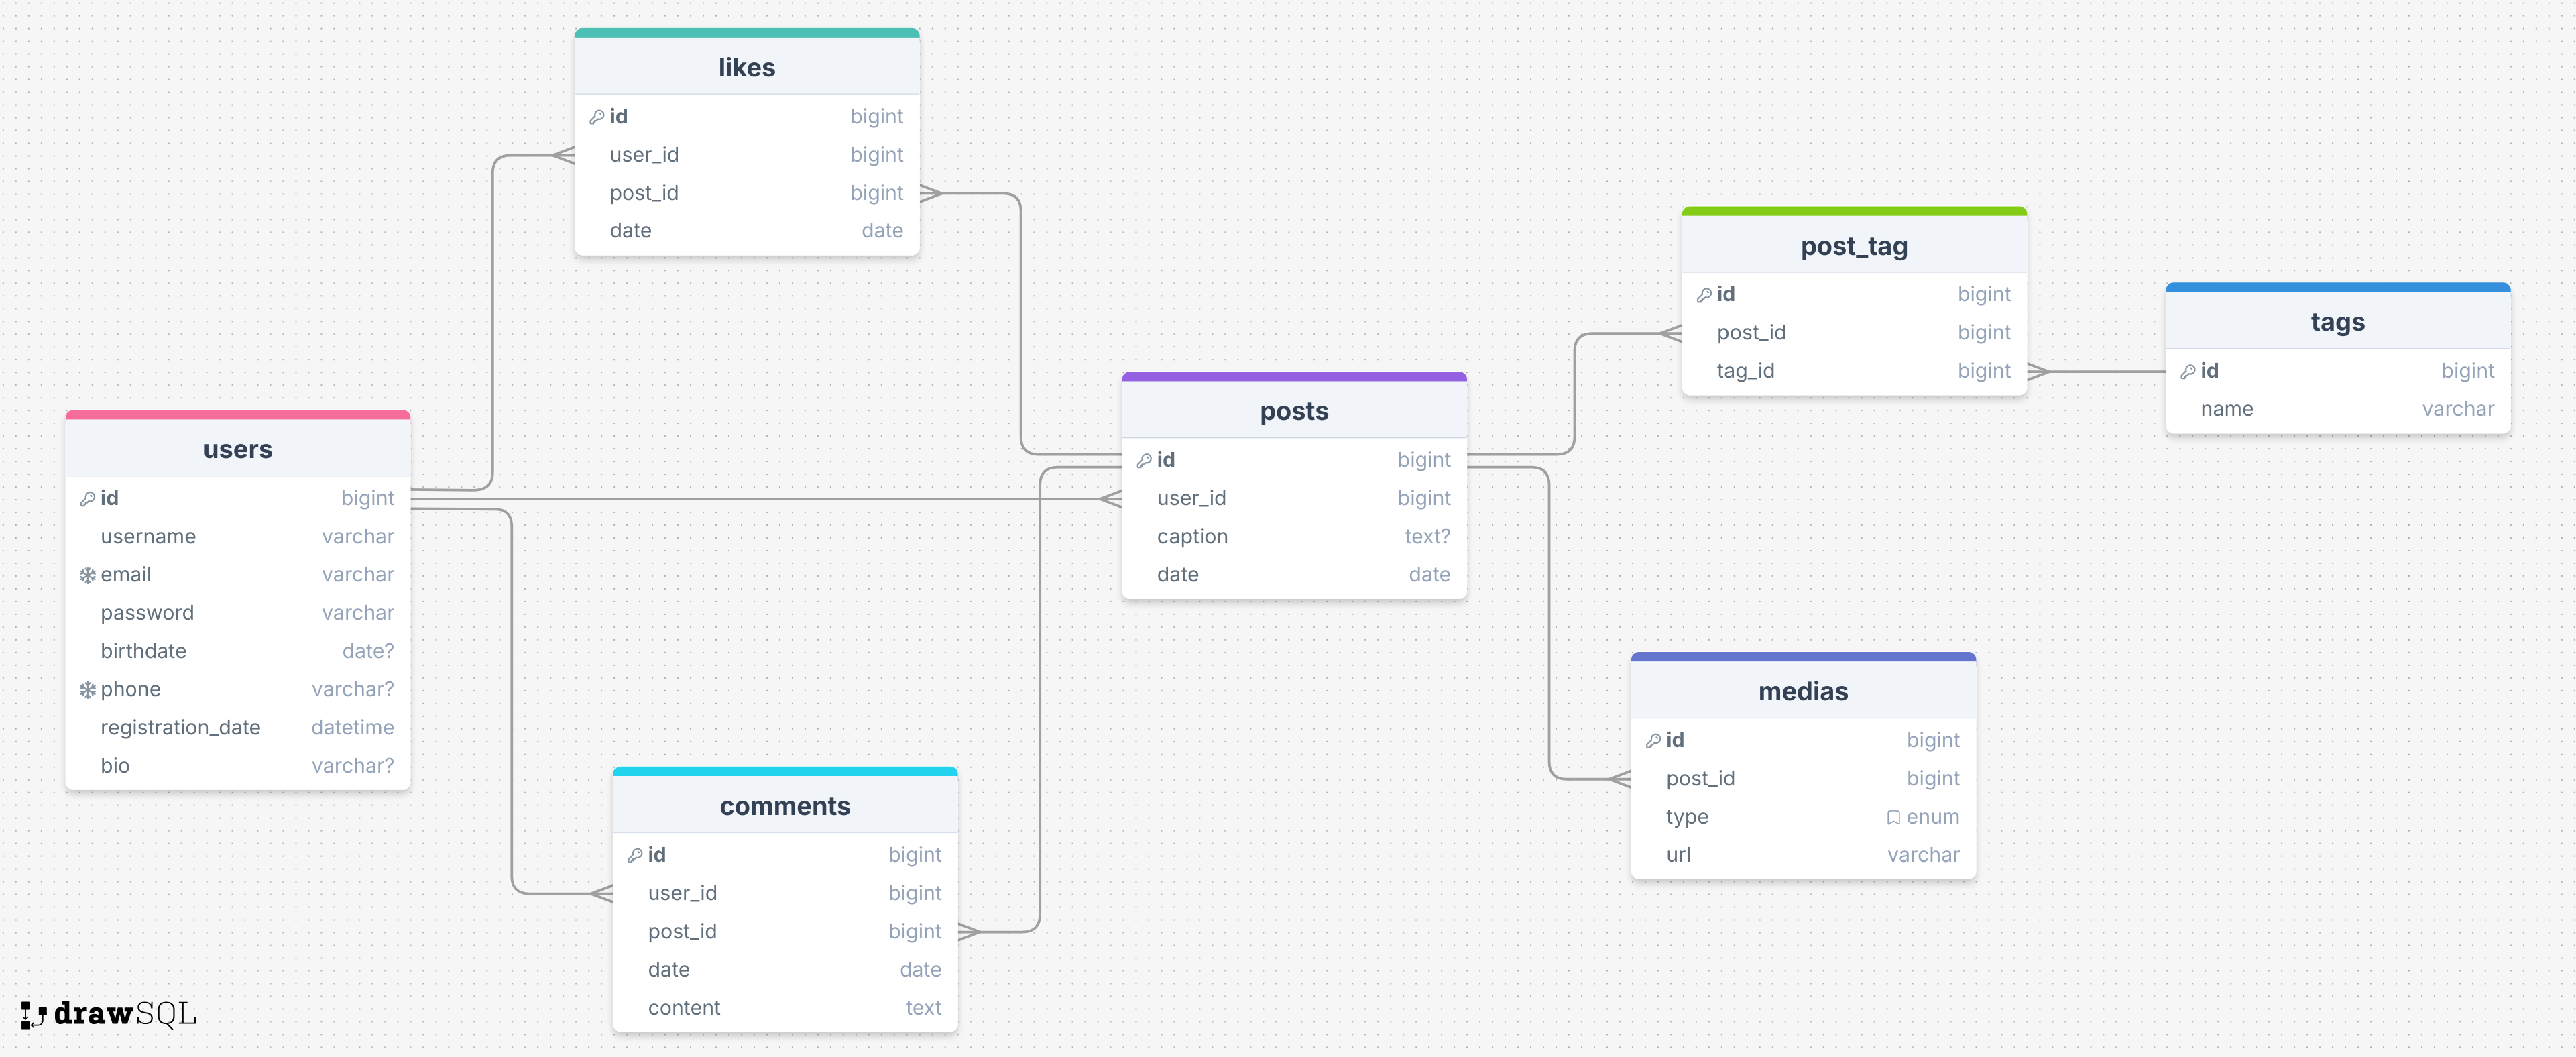 likes
id bigint
user_id bigint
post_id bigint
date date
post_tag
id bigint
post_id bigint
tag_id bigint
tags
id bigint
name varchar
users
id bigint
username varchar
email varchar
password varchar
birthdate date?
phone varchar?
registration_date datetime
bio varchar?
posts
id bigint
user_id bigint
caption text?
date date
medias
id bigint
post_id bigint
type enum
url varchar
comments
id bigint
user_id bigint
post_id bigint
date date
content text
drawSQL